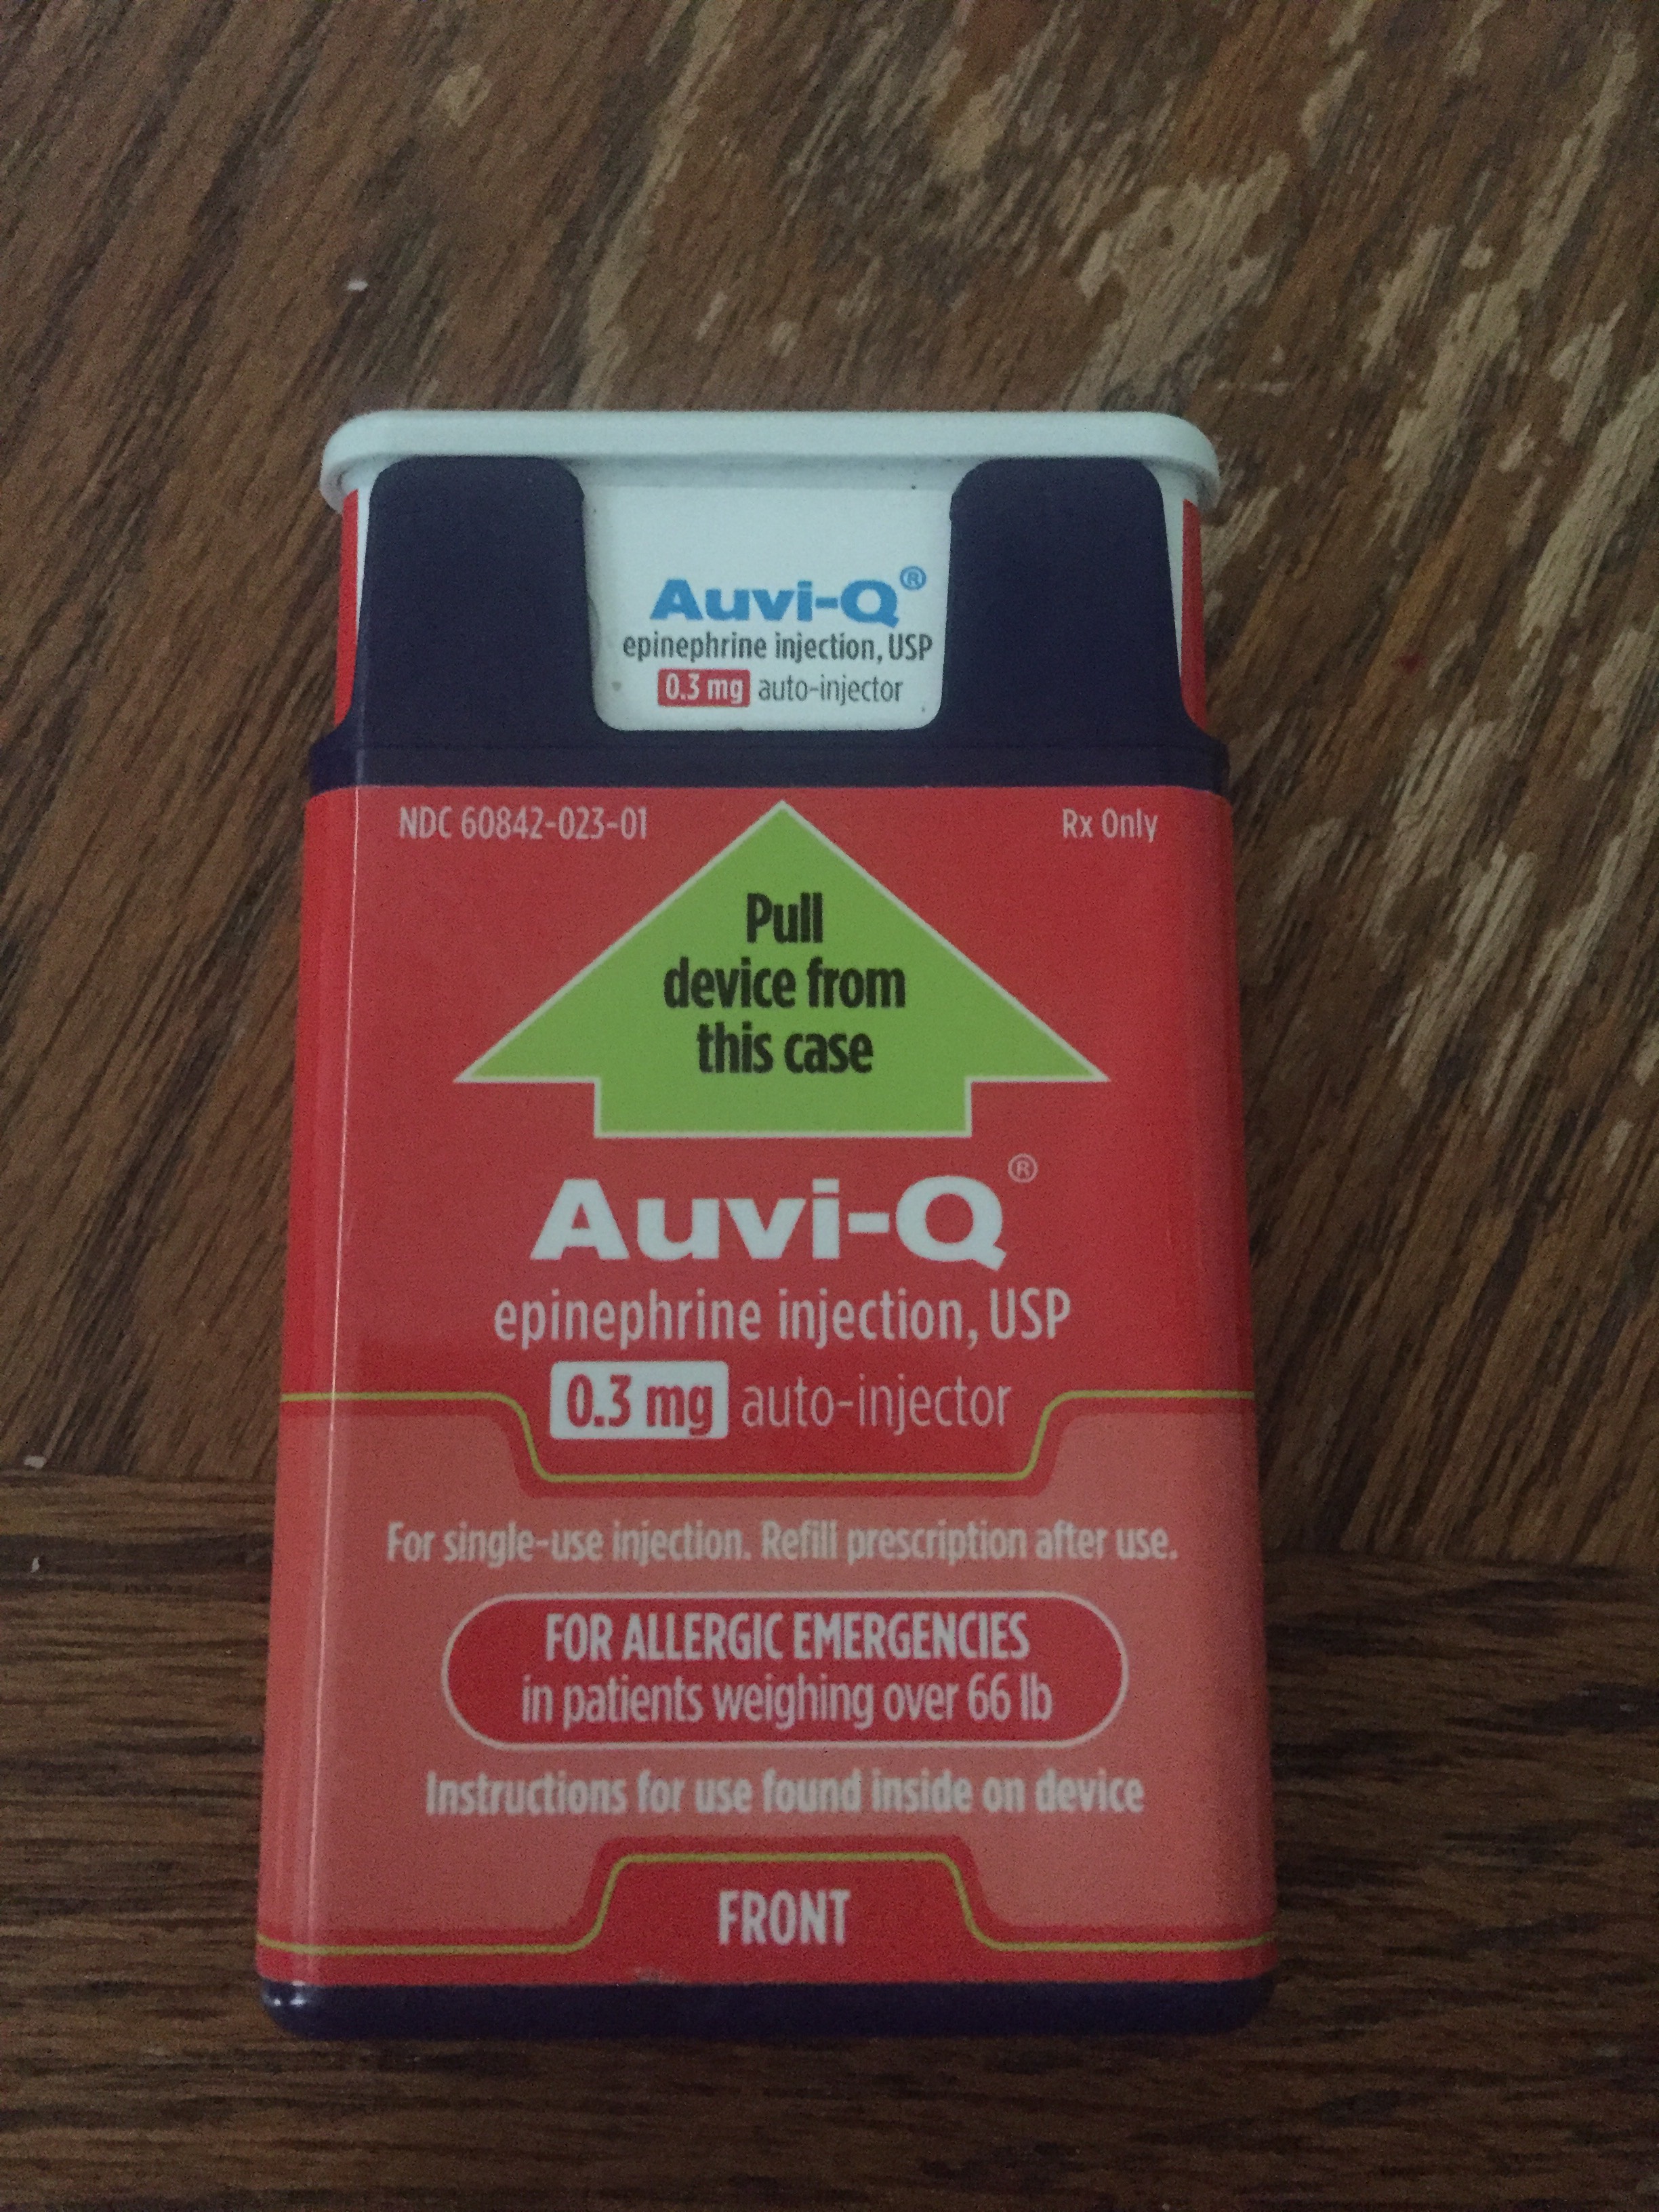 Auvi-Q®
epinephrine injection, USP
0.3 mg auto-injector
NDC 60842-023-01
Rx Only
Pull
device from
this case
Auvi-Q®
epinephrine injection, USP
0.3 mg auto-injector
For single-use injection. Refill prescription after use.
FOR ALLERGIC EMERGENCIES
in patients weighing over 66 lb
Instructions for use found inside on device
FRONT